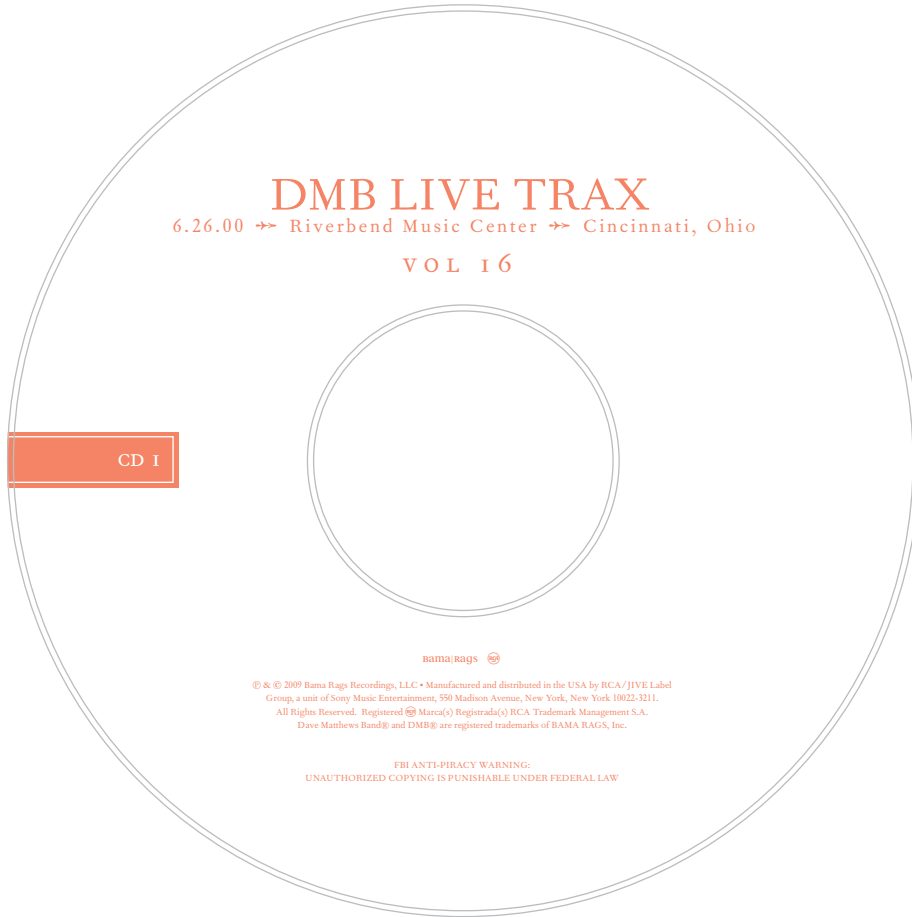 DMB LIVE TRAX
6.26.00 ➳ Riverbend Music Center ➳ Cincinnati, Ohio
VOL 16
CD 1
Bama|Rags RCA
℗ & © 2009 Bama Rags Recordings, LLC • Manufactured and distributed in the USA by RCA/JIVE Label
Group, a unit of Sony Music Entertainment, 550 Madison Avenue, New York, New York 10022-3211.
All Rights Reserved. Registered RCA Marca(s) Registrada(s) RCA Trademark Management S.A.
Dave Matthews Band® and DMB® are registered trademarks of BAMA RAGS, Inc.
FBI ANTI-PIRACY WARNING:
UNAUTHORIZED COPYING IS PUNISHABLE UNDER FEDERAL LAW